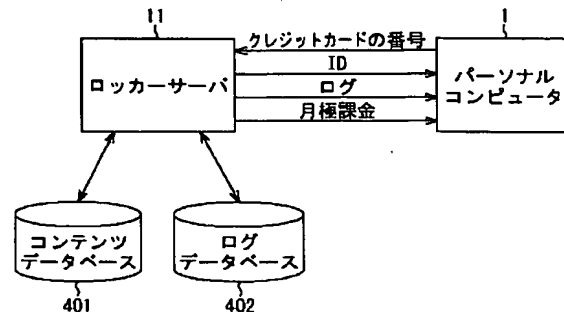 11
1
ロッカーサーバ
クレジットカードの番号
ID
ログ
月極課金
パーソナル
コンピュータ
コンテンツ
データベース
ログ
データベース
401
402